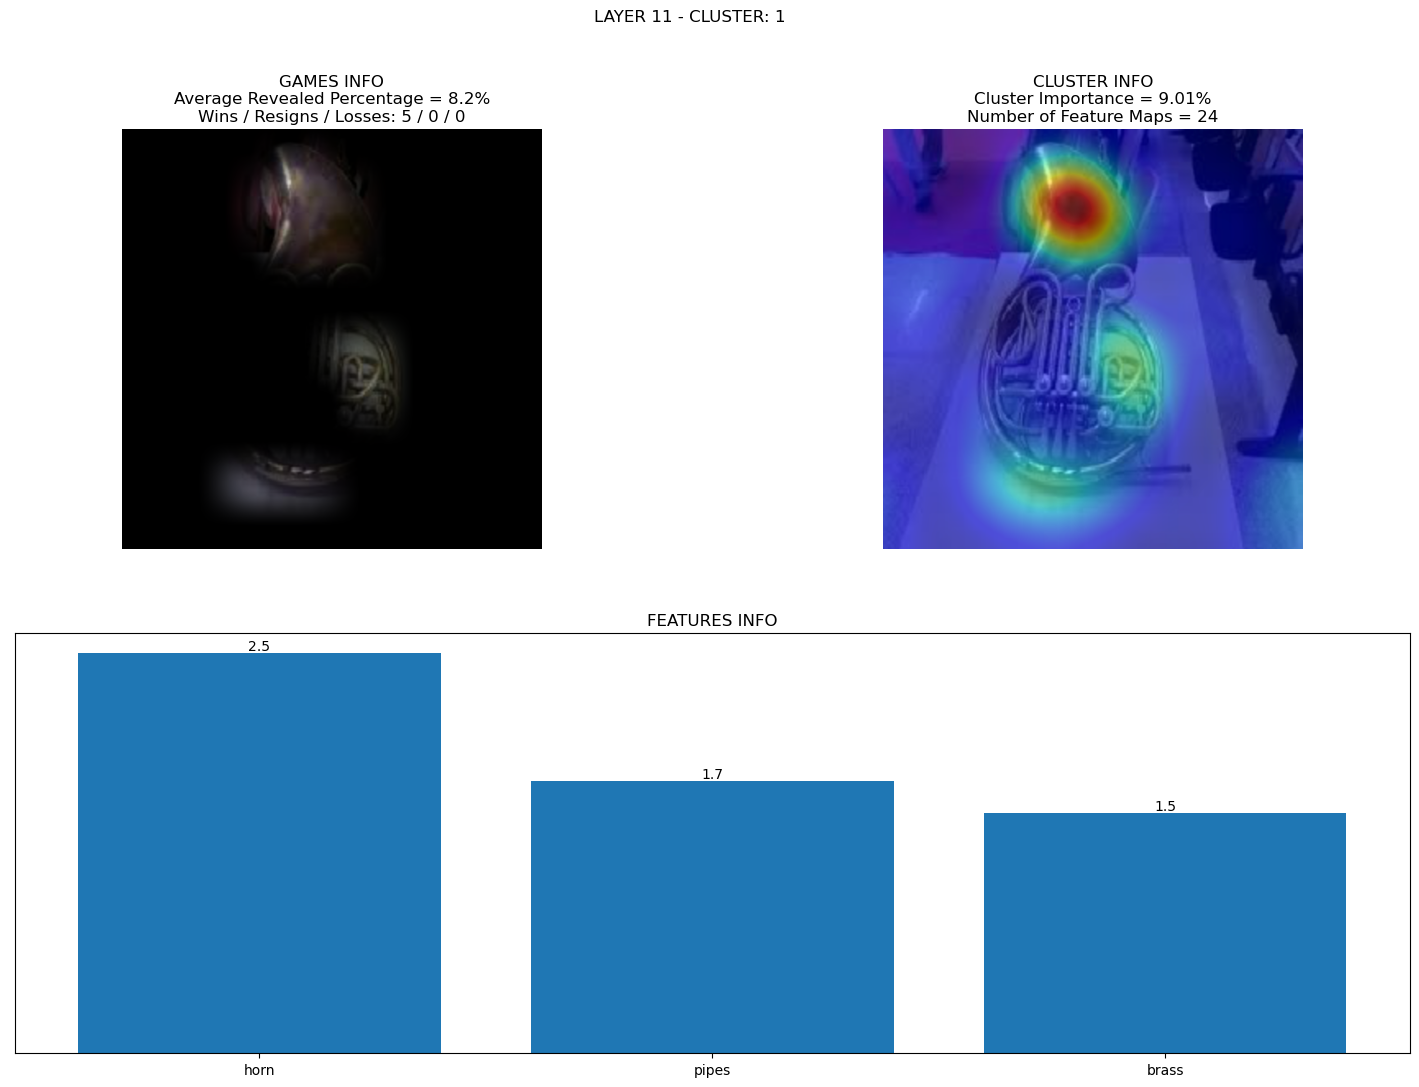 LAYER 11 - CLUSTER: 1
GAMES INFO
Average Revealed Percentage = 8.2%
Wins / Resigns / Losses: 5 / 0 / 0
CLUSTER INFO
Cluster Importance = 9.01%
Number of Feature Maps = 24
FEATURES INFO
2.5
1.7
1.5
horn
pipes
brass